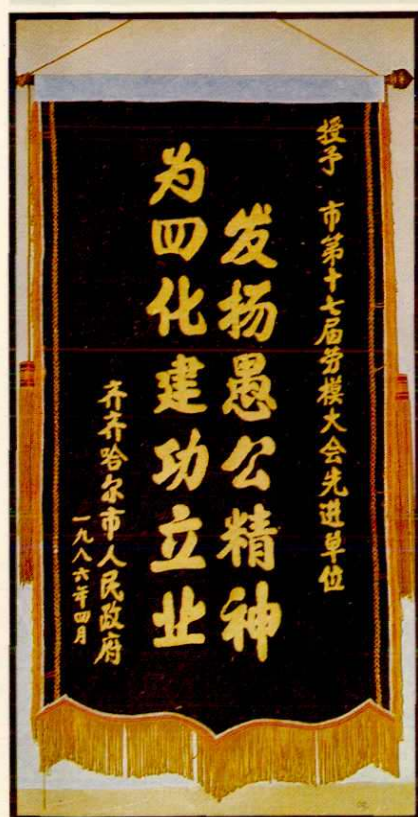 授予 市第十七届劳模大会先进单位
发扬愚公精神
为四化建功立业
齐齐哈尔市人民政府
一九八六年四月